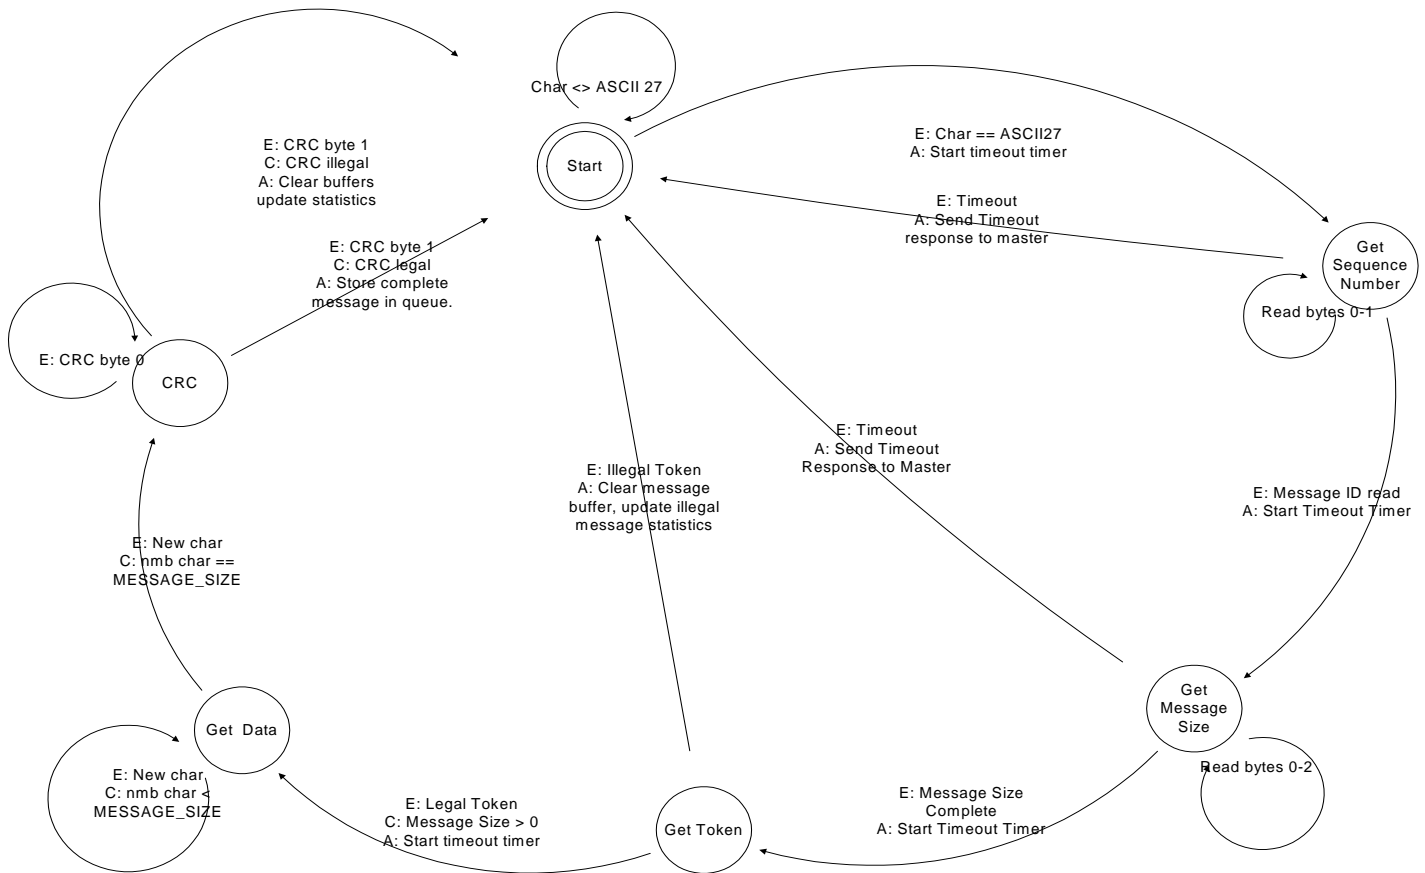 Char <> ASCII 27
Start
E: Char == ASCII27
A: Start timeout timer
E: CRC byte 1
C: CRC illegal
A: Clear buffers
update statistics
E: Timeout
A: Send Timeout
response to master
E: CRC byte 1
C: CRC legal
A: Store complete
message in queue.
Get
Sequence
Number
Read bytes 0-1
E: CRC byte 0
CRC
E: Timeout
A: Send Timeout
Response to Master
E: Illegal Token
A: Clear message
buffer, update illegal
message statistics
E: Message ID read
A: Start Timeout Timer
E: New char
C: nmb char ==
MESSAGE_SIZE
Get
Message
Size
Get Data
Read bytes 0-2
E: New char
C: nmb char <
MESSAGE_SIZE
E: Legal Token
C: Message Size > 0
A: Start timeout timer
Get Token
E: Message Size
Complete
A: Start Timeout Timer